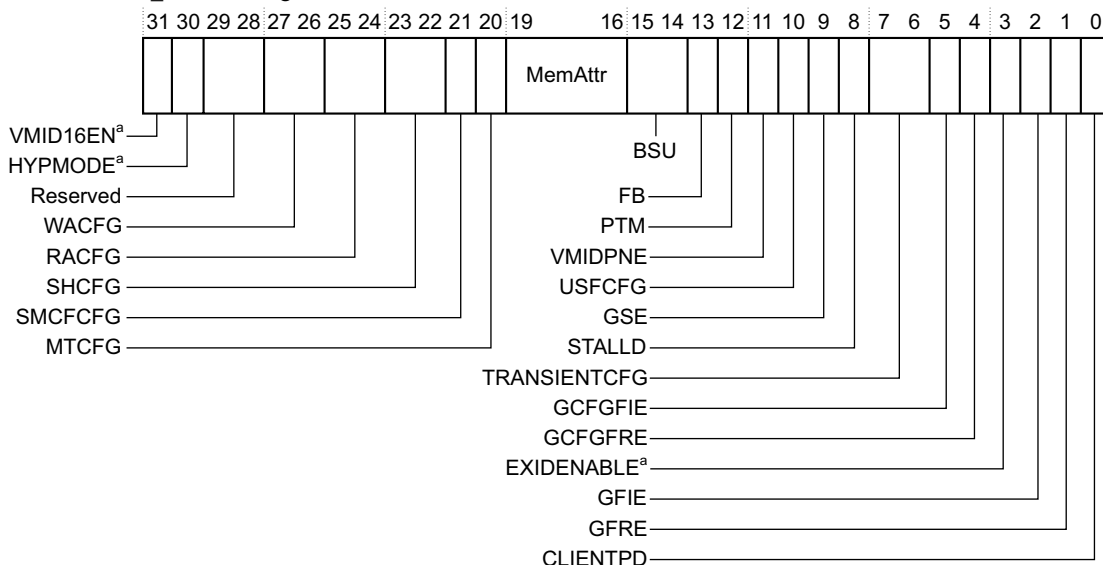 31 30 29 28 27 26 25 24 23 22 21 20 19 16 15 14 13 12 11 10 9 8 7 6 5 4 3 2 1 0
MemAttr
VMID16ENa
HYPMODEa
Reserved
WACFG
RACFG
SHCFG
SMCFCFG
MTCFG
BSU
FB
PTM
VMIDPNE
USFCFG
GSE
STALLD
TRANSIENTCFG
GCFGFIE
GCFGFRE
EXIDENABLEa
GFIE
GFRE
CLIENTPD